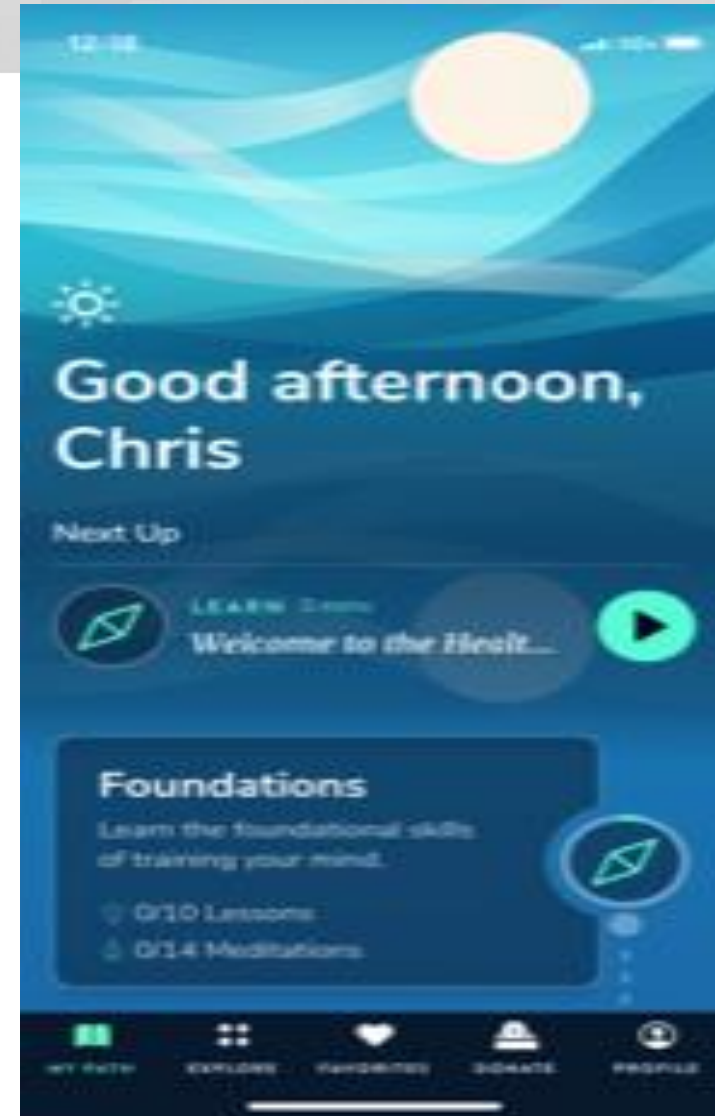 12:18
Good afternoon,
Chris
Next Up
LEARN
Welcome to the Healt...
Foundations
Learn the foundational skills
of training your mind.
0/10 Lessons
0/14 Meditations
MY PATH EXPLORE FAVORITES DONATE PROFILE